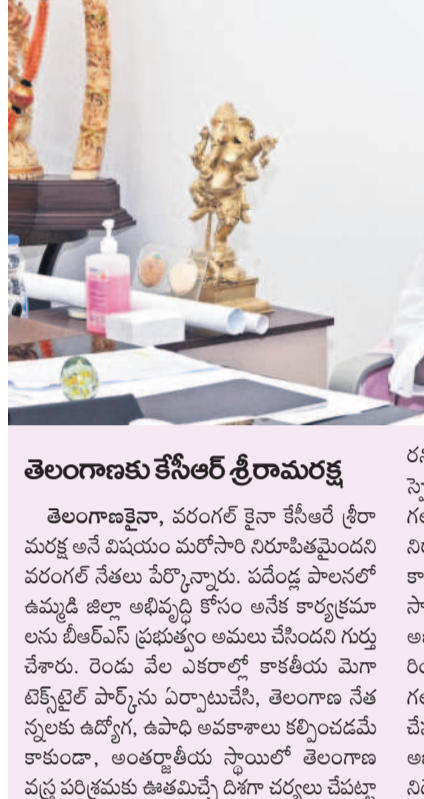 తెలంగాణకు కేసీఆర్ శ్రీరామరక్ష
తెలంగాణకైనా, వరంగల్ కైనా కేసీఆరే శ్రీరా
మరక్ష అనే విషయం మరోసారి నిరూపితమైందని
వరంగల్ నేతలు పేర్కొన్నారు. పదేండ్ల పాలనలో
ఉమ్మడి జిల్లా అభివృద్ధి కోసం అనేక కార్యక్రమా
లను బీఆర్ఎస్ ప్రభుత్వం అమలు చేసిందని గుర్తు
చేశారు. రెండు వేల ఎకరాల్లో కాకతీయ మెగా
టెక్స్‌టైల్ పార్క్‌ను ఏర్పాటుచేసి, తెలంగాణ నేత
న్నలకు ఉద్యోగ, ఉపాధి అవకాశాలు కల్పించడమే
కాకుండా, అంతర్జాతీయ స్థాయిలో తెలంగాణ
వస్త్ర పరిశ్రమకు ఊతమిచ్చే దిశగా చర్యలు చేపట్టా